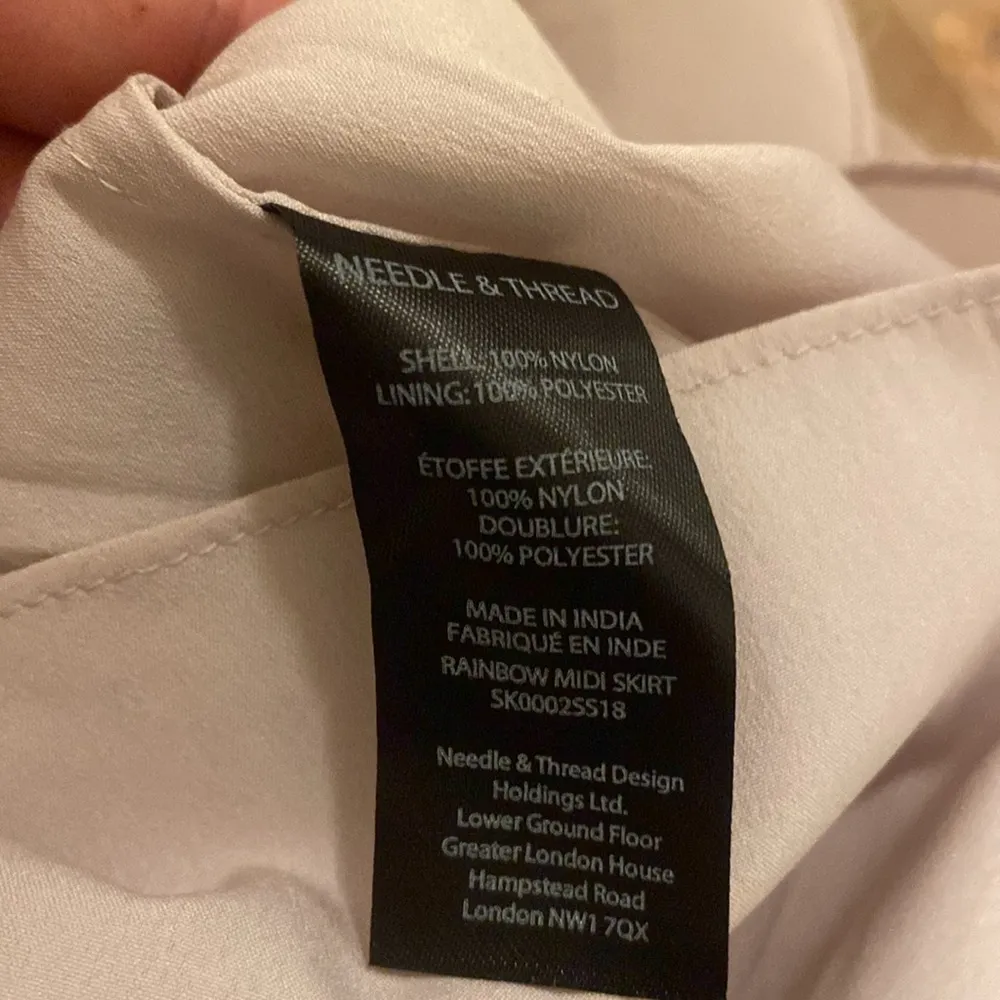 NEEDLE & THREAD
SHELL: 100% NYLON
LINING: 100% POLYESTER
ÉTOFFE EXTÉRIEURE:
100% NYLON
DOUBLURE:
100% POLYESTER
MADE IN INDIA
FABRIQUÉ EN INDE
RAINBOW MIDI SKIRT
SK0002SS18
Needle & Thread Design
Holdings Ltd.
Lower Ground Floor
Greater London House
Hampstead Road
London NW1 7QX